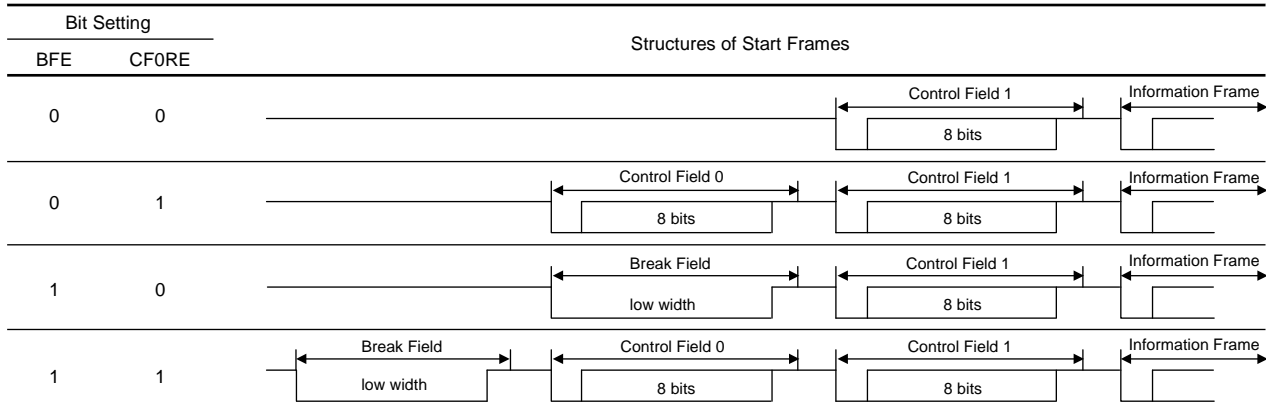 Bit Setting
Structures of Start Frames
BFE CF0RE
Control Field 1 Information Frame
0 0
8 bits
Control Field 0 Control Field 1 Information Frame
0 1
8 bits 8 bits
Break Field Control Field 1 Information Frame
1 0
low width 8 bits
Break Field Control Field 0 Control Field 1 Information Frame
1 1
low width 8 bits 8 bits